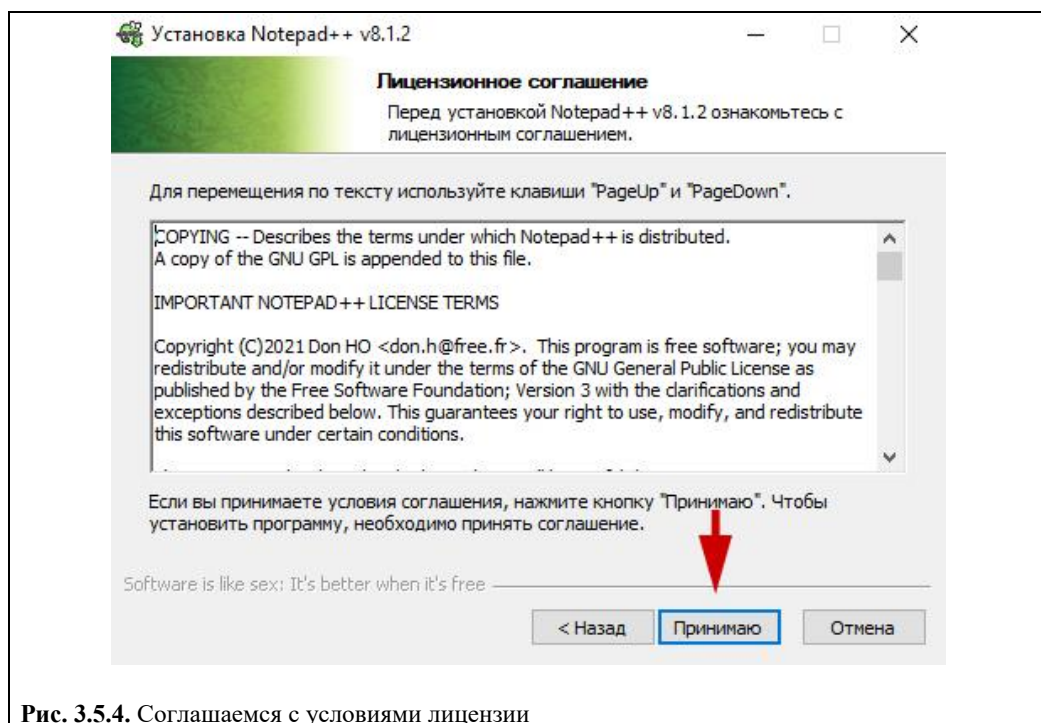 Установка Notepad++ v8.1.2
Лицензионное соглашение
Перед установкой Notepad++ v8.1.2 ознакомьтесь с
лицензионным соглашением.
Для перемещения по тексту используйте клавиши "PageUp" и "PageDown".
COPYING -- Describes the terms under which Notepad++ is distributed.
A copy of the GNU GPL is appended to this file.
IMPORTANT NOTEPAD++ LICENSE TERMS
Copyright (C)2021 Don HO <don.h@free.fr>. This program is free software; you may
redistribute and/or modify it under the terms of the GNU General Public License as
published by the Free Software Foundation; Version 3 with the clarifications and
exceptions described below. This guarantees your right to use, modify, and redistribute
this software under certain conditions.
Если вы принимаете условия соглашения, нажмите кнопку "Принимаю". Чтобы
установить программу, необходимо принять соглашение.
Software is like sex: It's better when it's free
< Назад Принимаю Отмена
Рис. 3.5.4. Соглашаемся с условиями лицензии